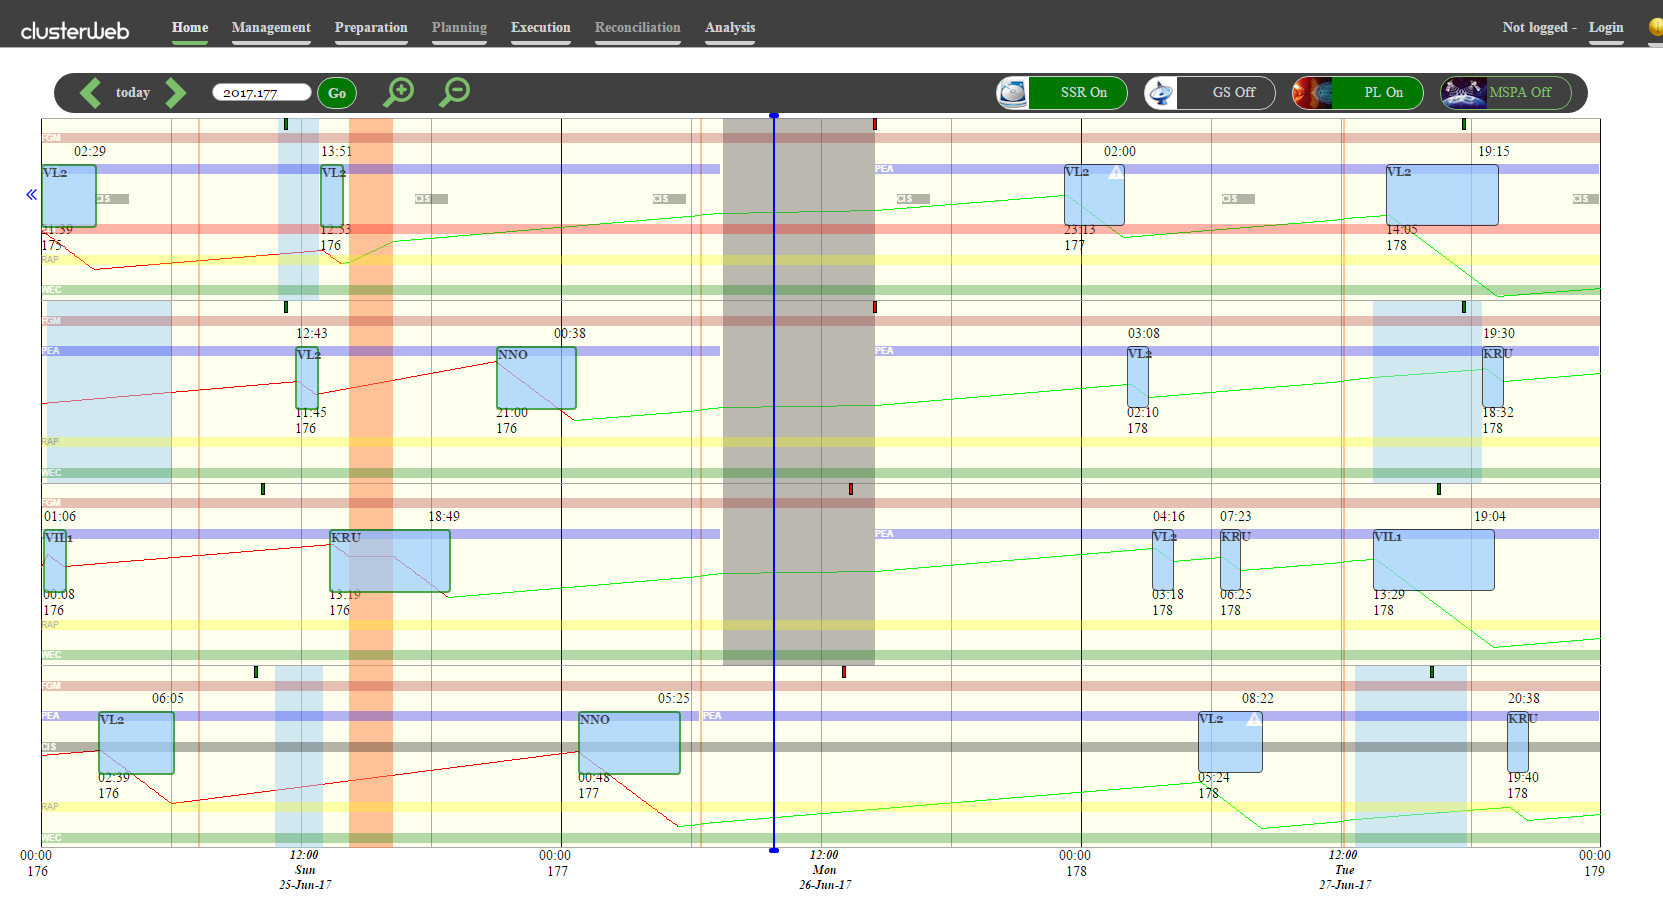 clusterweb Home Management Preparation Planning Execution Reconciliation Analysis Not logged - Login
today 2017.177 Go SSR On GS Off PL On MSPA Off
FGM
02:29 13:51 02:00 19:15
VL2 VL2 PEA VL2 VL2
CIS CIS CIS CIS CIS CIS
21:39 12:33 23:13 14:05
175 176 177 178
RAP
WEC
FGM
12:43 00:38 03:08 19:30
PEA VL2 NNO PEA VL2 KRU
11:45 21:00 02:10 18:32
176 176 178 178
RAP
WEC
FGM
01:06 18:49 04:16 07:23 19:04
VIL1 KRU PEA VL2 KRU VIL1
00:08 13:19 03:18 06:25 13:29
176 176 178 178 178
RAP
WEC
FGM
06:05 05:25 08:22 20:38
PEA VL2 NNO PEA VL2 KRU
CIS
02:39 00:48 05:24 19:40
176 177 178 178
RAP
WEC
00:00 12:00 00:00 12:00 00:00 12:00 00:00
176 Sun 177 Mon 178 Tue 179
25-Jun-17 26-Jun-17 27-Jun-17